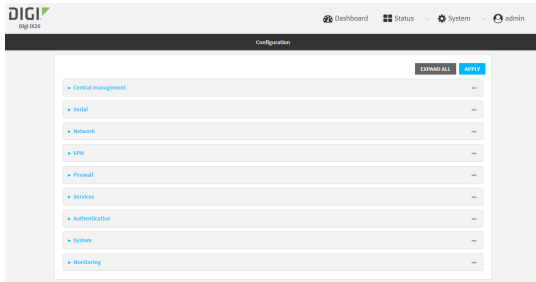 DIGI
Digi IX20
Dashboard Status System admin
Configuration
EXPAND ALL APPLY
Central management
Serial
Network
VPN
Firewall
Services
Authentication
System
Monitoring